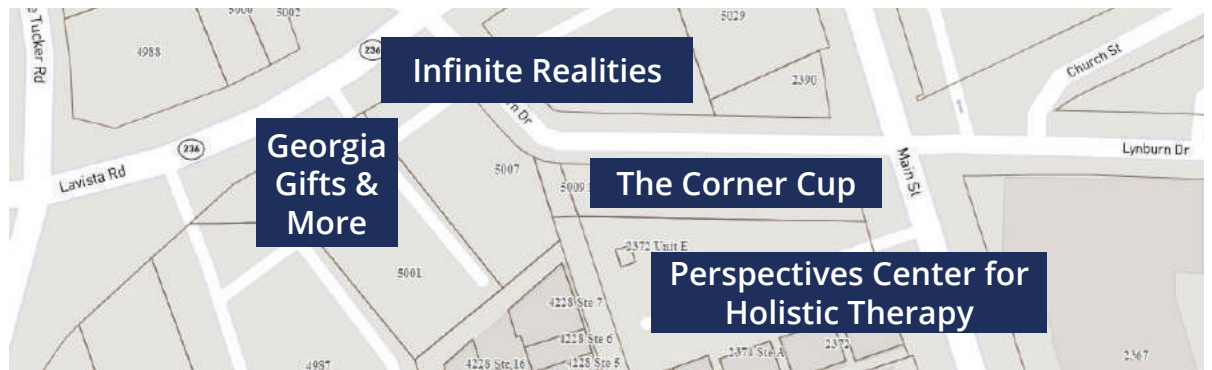 5000
5002
5029
4988
236
Infinite Realities
Tucker Rd
2390
Church St
Georgia
Gifts &
More
236
Dr
Lynburn Dr
Lavista Rd
5007
5009
The Corner Cup
Main St
2372 Unit E
5001
Perspectives Center for
Holistic Therapy
4228 Ste 7
4228 Ste 6
4228 Ste 5
4228 Ste 16
4987
2374 Ste A
2372
2367